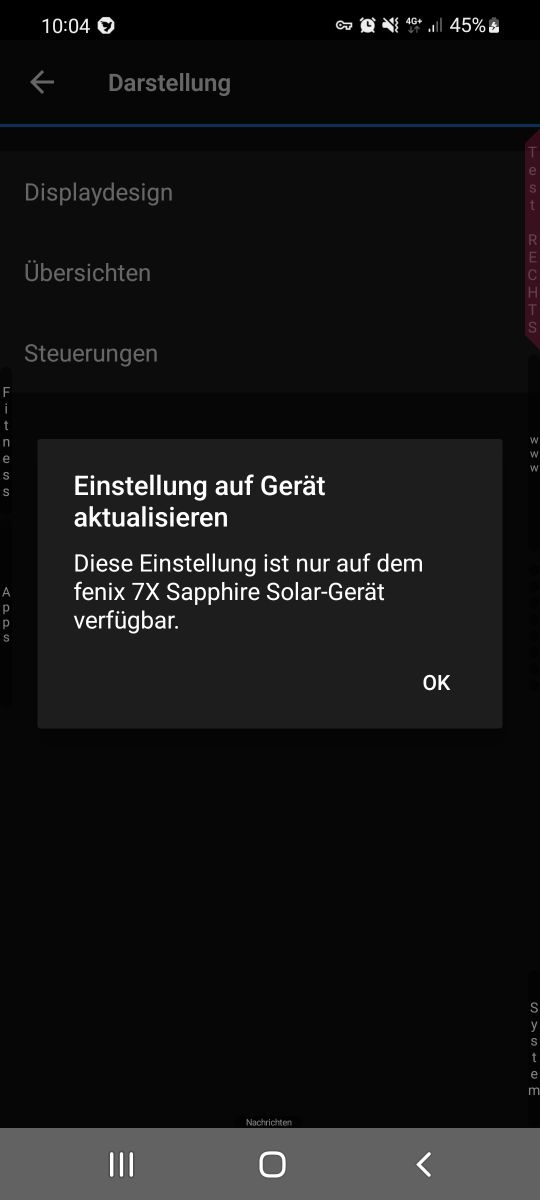 10:04
4G+
45%
Darstellung
Displaydesign
Übersichten
Steuerungen
Test RECHTS
Fitness
www
Apps
Einstellung auf Gerät
aktualisieren
Diese Einstellung ist nur auf dem
fenix 7X Sapphire Solar-Gerät
verfügbar.
OK
System
Nachrichten